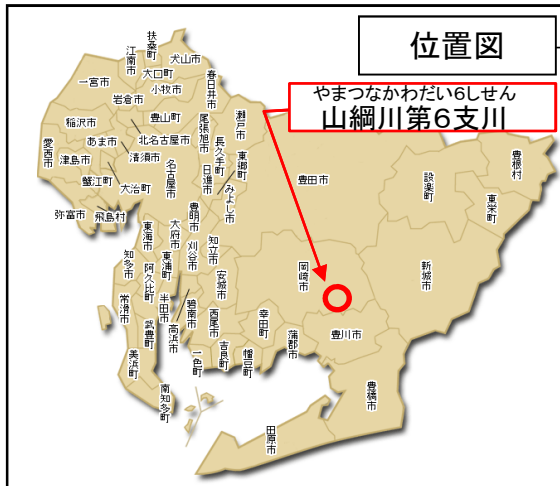 位置図
やまつなかわだい6しせん
山綱川第6支川
扶桑町
江南市
犬山市
大口町
一宮市
小牧市
岩倉市
春日井市
稲沢市
豊山町
尾張旭市
瀬戸市
あま市
北名古屋市
長久手町
東郷町
愛西市
津島市
清須市
名古屋市
日進市
みよし市
豊田市
設楽町
豊根村
東栄町
蟹江町
大治町
弥富市
飛島村
東海市
大府市
豊明市
刈谷市
知立市
知多市
東浦町
阿久比町
安城市
岡崎市
新城市
常滑市
半田市
碧南市
高浜市
西尾市
幸田町
武豊町
蒲郡市
豊川市
美浜町
一色町
吉良町
幡豆町
南知多町
豊橋市
田原市